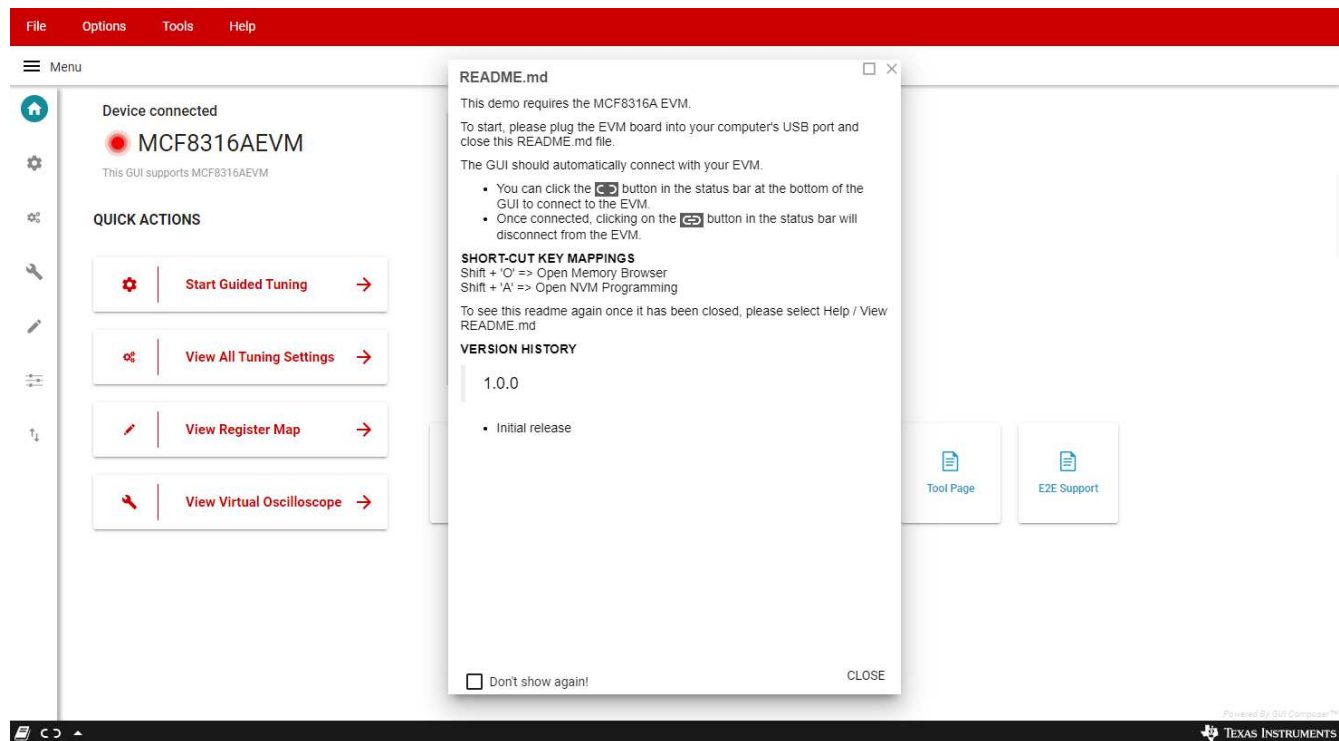 File Options Tools Help
Menu
Device connected
MCF8316AEVM
This GUI supports MCF8316AEVM
QUICK ACTIONS
Start Guided Tuning
View All Tuning Settings
View Register Map
View Virtual Oscilloscope
README.md
This demo requires the MCF8316A EVM.
To start, please plug the EVM board into your computer's USB port and
close this README.md file.
The GUI should automatically connect with your EVM.
• You can click the button in the status bar at the bottom of the
GUI to connect to the EVM.
• Once connected, clicking on the button in the status bar will
disconnect from the EVM.
SHORT-CUT KEY MAPPINGS
Shift + 'O' => Open Memory Browser
Shift + 'A' => Open NVM Programming
To see this readme again once it has been closed, please select Help / View
README.md
VERSION HISTORY
1.0.0
• Initial release
Don't show again!
CLOSE
Tool Page
E2E Support
Powered By GUI Composer™
TEXAS INSTRUMENTS